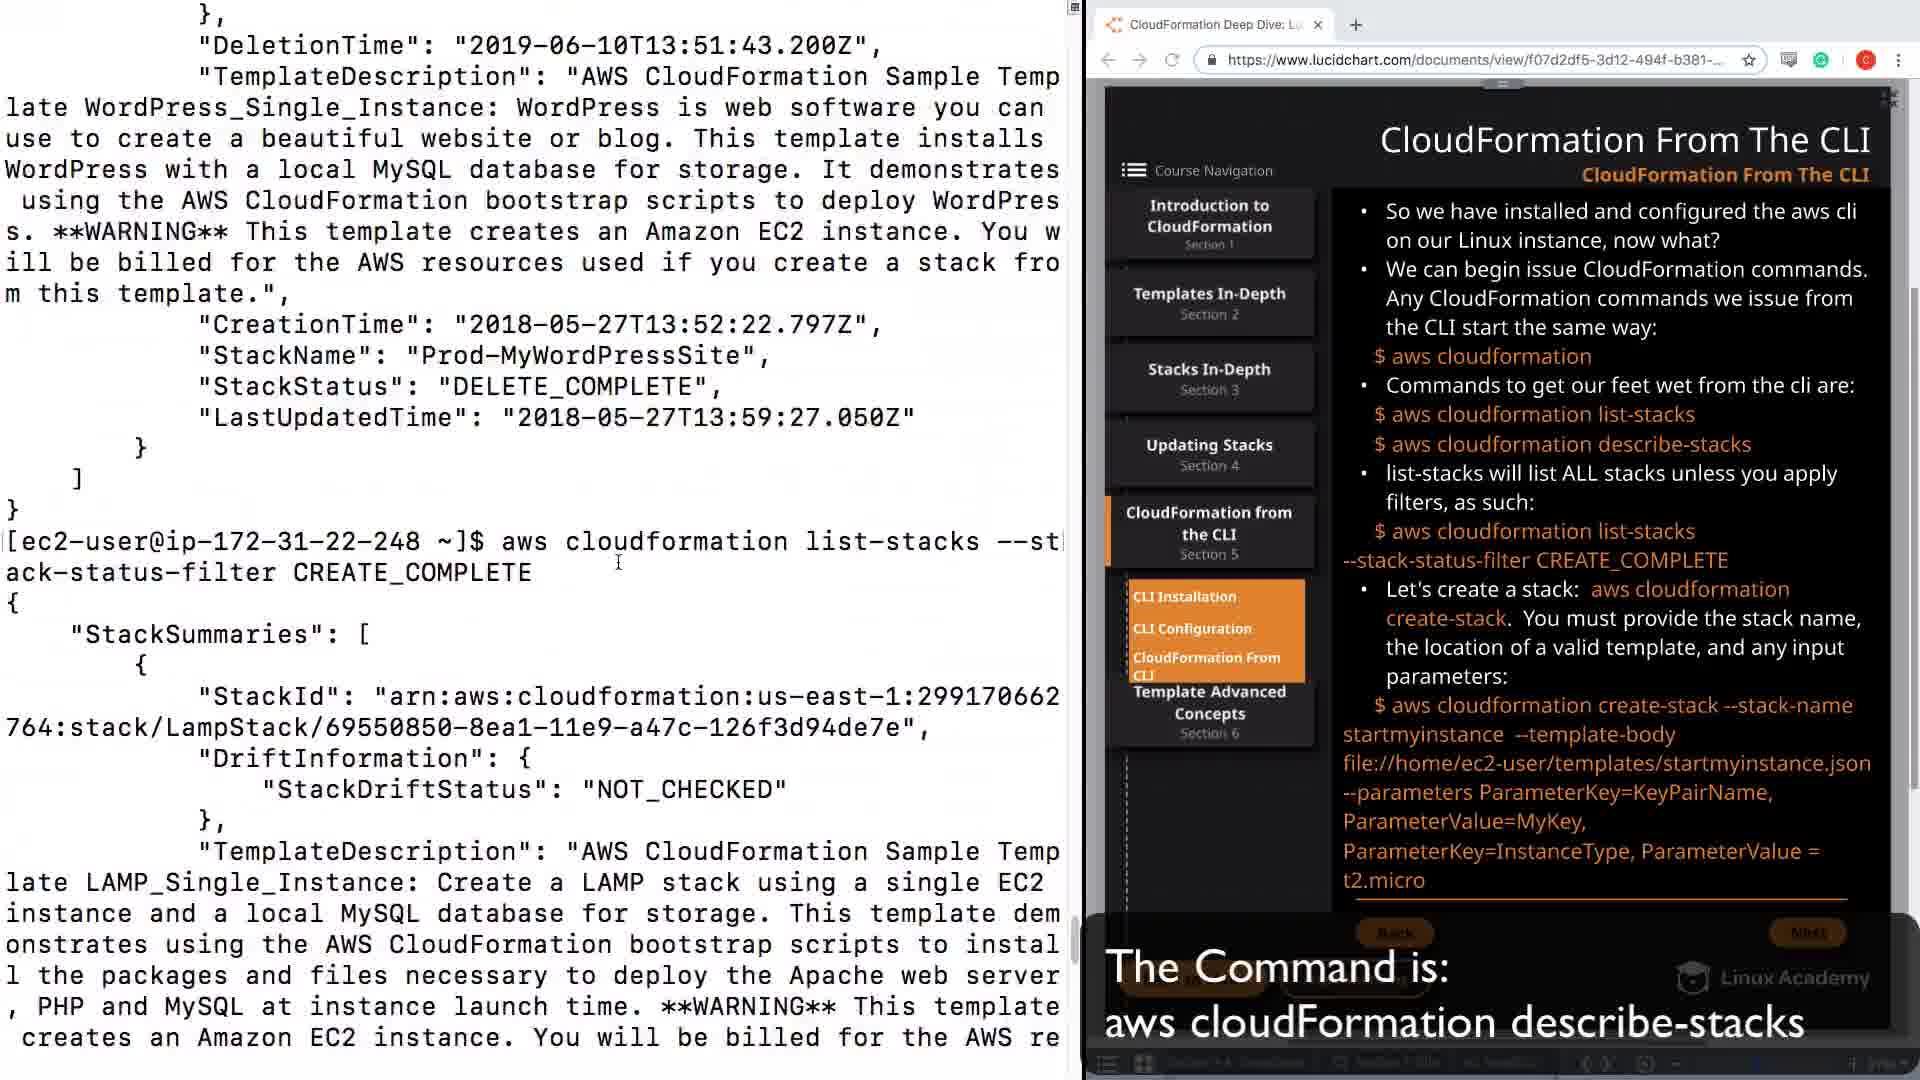 },
"DeletionTime": "2019-06-10T13:51:43.200Z",
"TemplateDescription": "AWS CloudFormation Sample Temp
late WordPress_Single_Instance: WordPress is web software you can
use to create a beautiful website or blog. This template installs
WordPress with a local MySQL database for storage. It demonstrates
using the AWS CloudFormation bootstrap scripts to deploy WordPres
s. **WARNING** This template creates an Amazon EC2 instance. You w
ill be billed for the AWS resources used if you create a stack fro
m this template.",
"CreationTime": "2018-05-27T13:52:22.797Z",
"StackName": "Prod-MyWordPressSite",
"StackStatus": "DELETE_COMPLETE",
"LastUpdatedTime": "2018-05-27T13:59:27.050Z"
}
]
}
[ec2-user@ip-172-31-22-248 ~]$ aws cloudformation list-stacks --st
ack-status-filter CREATE_COMPLETE
{
"StackSummaries": [
{
"StackId": "arn:aws:cloudformation:us-east-1:299170662
764:stack/LampStack/69550850-8ea1-11e9-a47c-126f3d94de7e",
"DriftInformation": {
"StackDriftStatus": "NOT_CHECKED"
},
"TemplateDescription": "AWS CloudFormation Sample Temp
late LAMP_Single_Instance: Create a LAMP stack using a single EC2
instance and a local MySQL database for storage. This template dem
onstrates using the AWS CloudFormation bootstrap scripts to instal
l the packages and files necessary to deploy the Apache web server
, PHP and MySQL at instance launch time. **WARNING** This template
creates an Amazon EC2 instance. You will be billed for the AWS re
CloudFormation Deep Dive: Lu
https://www.lucidchart.com/documents/view/f07d2df5-3d12-494f-b381-...
CloudFormation From The CLI
CloudFormation From The CLI
Course Navigation
Introduction to
CloudFormation
Section 1
Templates In-Depth
Section 2
Stacks In-Depth
Section 3
Updating Stacks
Section 4
CloudFormation from
the CLI
Section 5
CLI Installation
CLI Configuration
CloudFormation From
CLI
Template Advanced
Concepts
Section 6
• So we have installed and configured the aws cli
on our Linux instance, now what?
• We can begin issue CloudFormation commands.
Any CloudFormation commands we issue from
the CLI start the same way:
$ aws cloudformation
• Commands to get our feet wet from the cli are:
$ aws cloudformation list-stacks
$ aws cloudformation describe-stacks
• list-stacks will list ALL stacks unless you apply
filters, as such:
$ aws cloudformation list-stacks
--stack-status-filter CREATE_COMPLETE
• Let's create a stack: aws cloudformation
create-stack. You must provide the stack name,
the location of a valid template, and any input
parameters:
$ aws cloudformation create-stack --stack-name
startmyinstance --template-body
file://home/ec2-user/templates/startmyinstance.json
--parameters ParameterKey=KeyPairName,
ParameterValue=MyKey,
ParameterKey=InstanceType, ParameterValue =
t2.micro
Back
Next
Linux Academy
The Command is:
aws cloudFormation describe-stacks